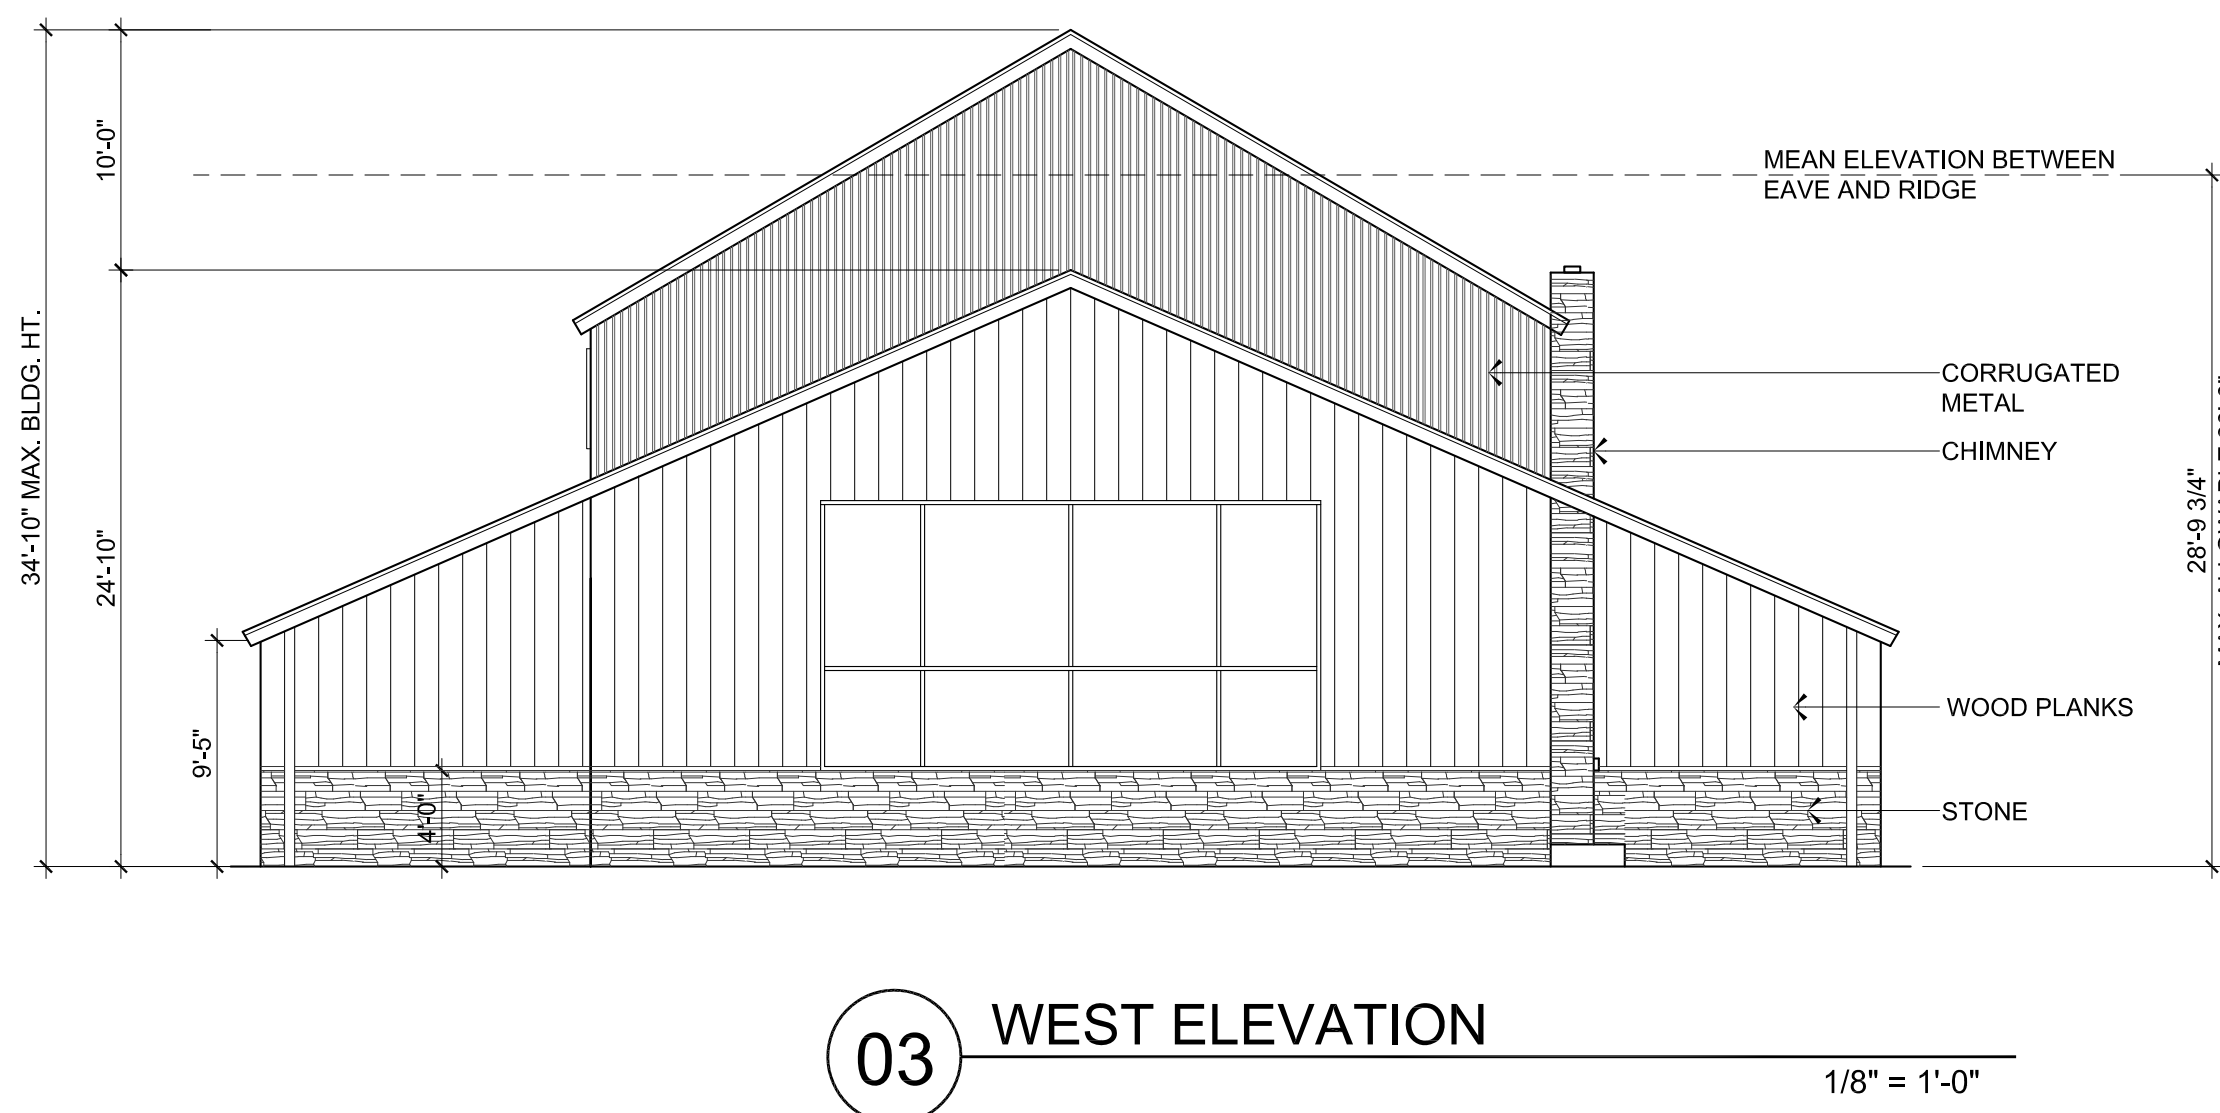 34'-10" MAX. BLDG. HT.
10'-0"
24'-10"
9'-5"
4'-0"
MEAN ELEVATION BETWEEN
EAVE AND RIDGE
CORRUGATED
METAL
CHIMNEY
28'-9 3/4"
WOOD PLANKS
STONE
03
WEST ELEVATION
1/8" = 1'-0"